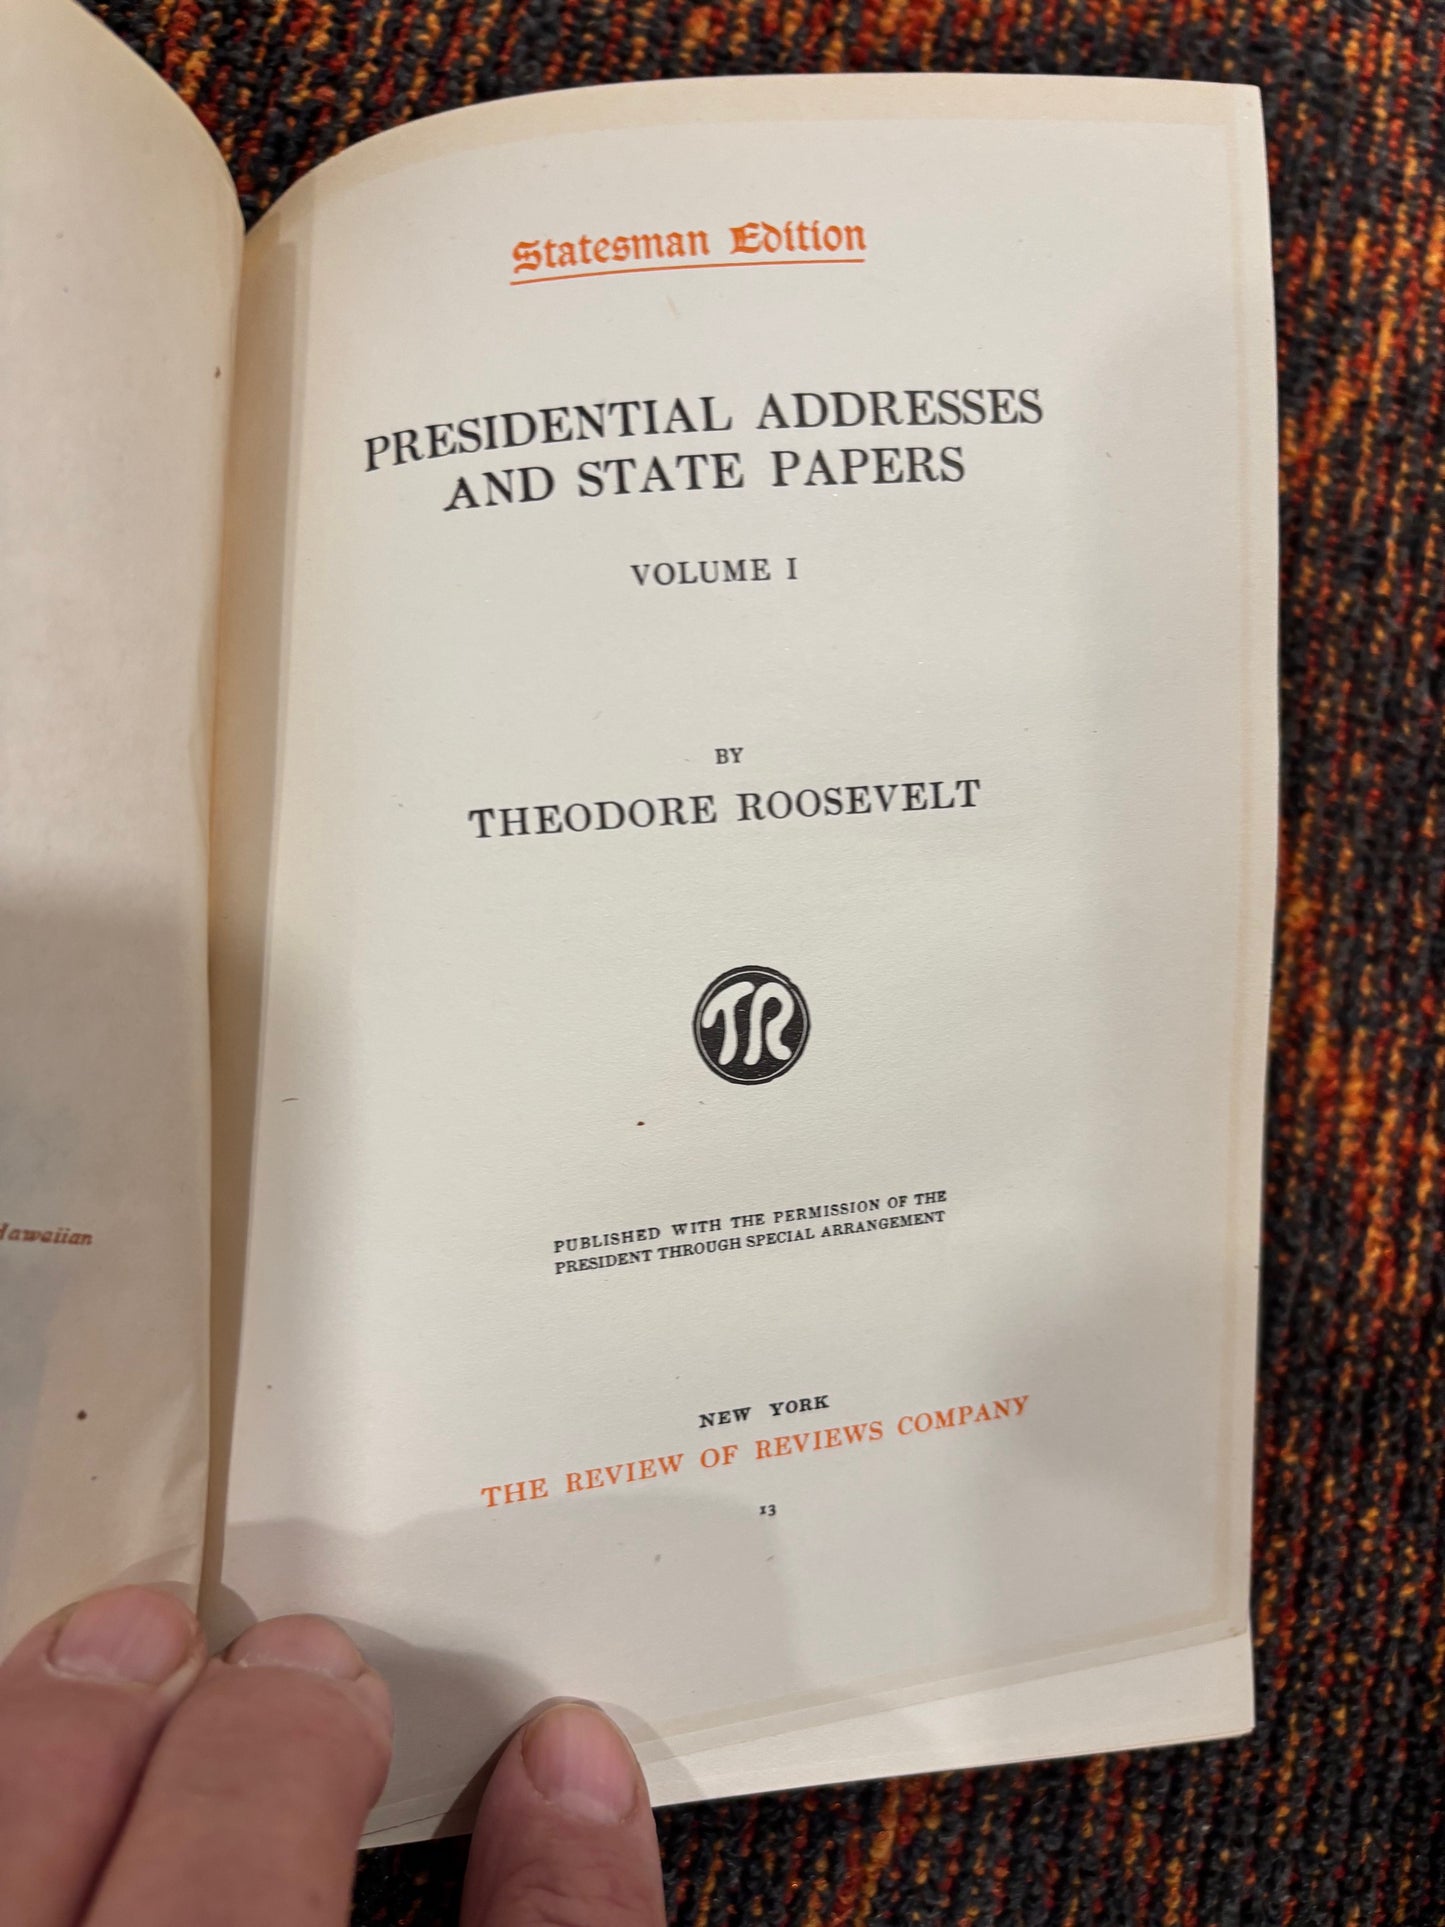 Statesman Edition
PRESIDENTIAL ADDRESSES
AND STATE PAPERS
VOLUME I
BY
THEODORE ROOSEVELT
TR
PUBLISHED WITH THE PERMISSION OF THE
PRESIDENT THROUGH SPECIAL ARRANGEMENT
Hawaiian
NEW YORK
THE REVIEW OF REVIEWS COMPANY
13